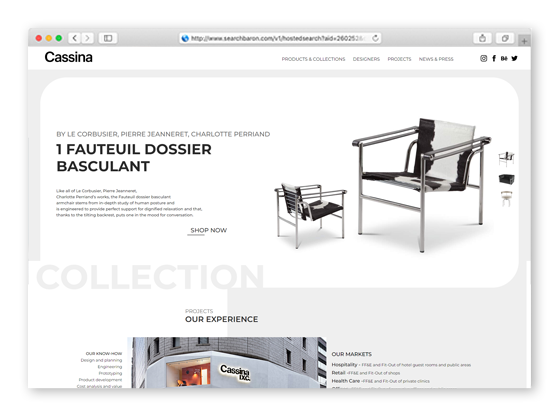 http://www.searchbaron.com/v1/hostedsearch?aid=26025
Cassina
PRODUCTS & COLLECTIONS DESIGNERS PROJECTS NEWS & PRESS
BY LE CORBUSIER, PIERRE JEANNERET, CHARLOTTE PERRIAND
1 FAUTEUIL DOSSIER
BASCULANT
Like all of Le Corbusier, Pierre Jeanneret,
Charlotte Perriand's works, the Fauteuil dossier basculant
armchair stems from in-depth study of human posture and
is engineered to provide perfect support for dignified relaxation and that,
thanks to the tilting backrest, puts one in the mood for conversation.
SHOP NOW
COLLECTION
PROJECTS
OUR EXPERIENCE
OUR KNOW-HOW
Design and planning
Engineering
Prototyping
Product development
Cost analysis and value
Cassina
IXC.
OUR MARKETS
Hospitality – FF&E and Fit-Out of hotel guest rooms and public areas
Retail –FF&E and Fit-Out of shops
Health Care –FF&E and Fit-Out of private clinics